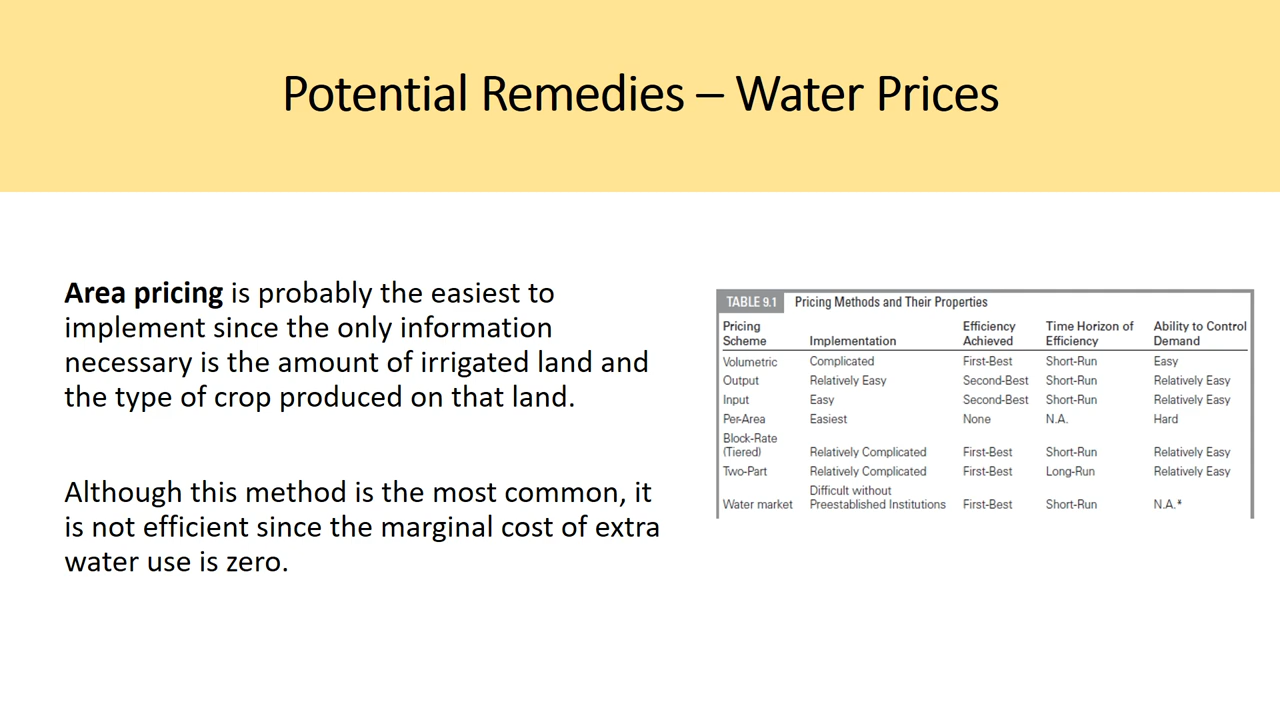 Potential Remedies – Water Prices
Area pricing is probably the easiest to
implement since the only information
necessary is the amount of irrigated land and
the type of crop produced on that land.
Although this method is the most common, it
is not efficient since the marginal cost of extra
water use is zero.
TABLE 9.1 Pricing Methods and Their Properties
Pricing Scheme Implementation Efficiency Achieved Time Horizon of Efficiency Ability to Control Demand
Volumetric Complicated First-Best Short-Run Easy
Output Relatively Easy Second-Best Short-Run Relatively Easy
Input Easy Second-Best Short-Run Relatively Easy
Per-Area Easiest None N.A. Hard
Block-Rate (Tiered) Relatively Complicated First-Best Short-Run Relatively Easy
Two-Part Relatively Complicated First-Best Long-Run Relatively Easy
Water market Difficult without Preestablished Institutions First-Best Short-Run N.A.*